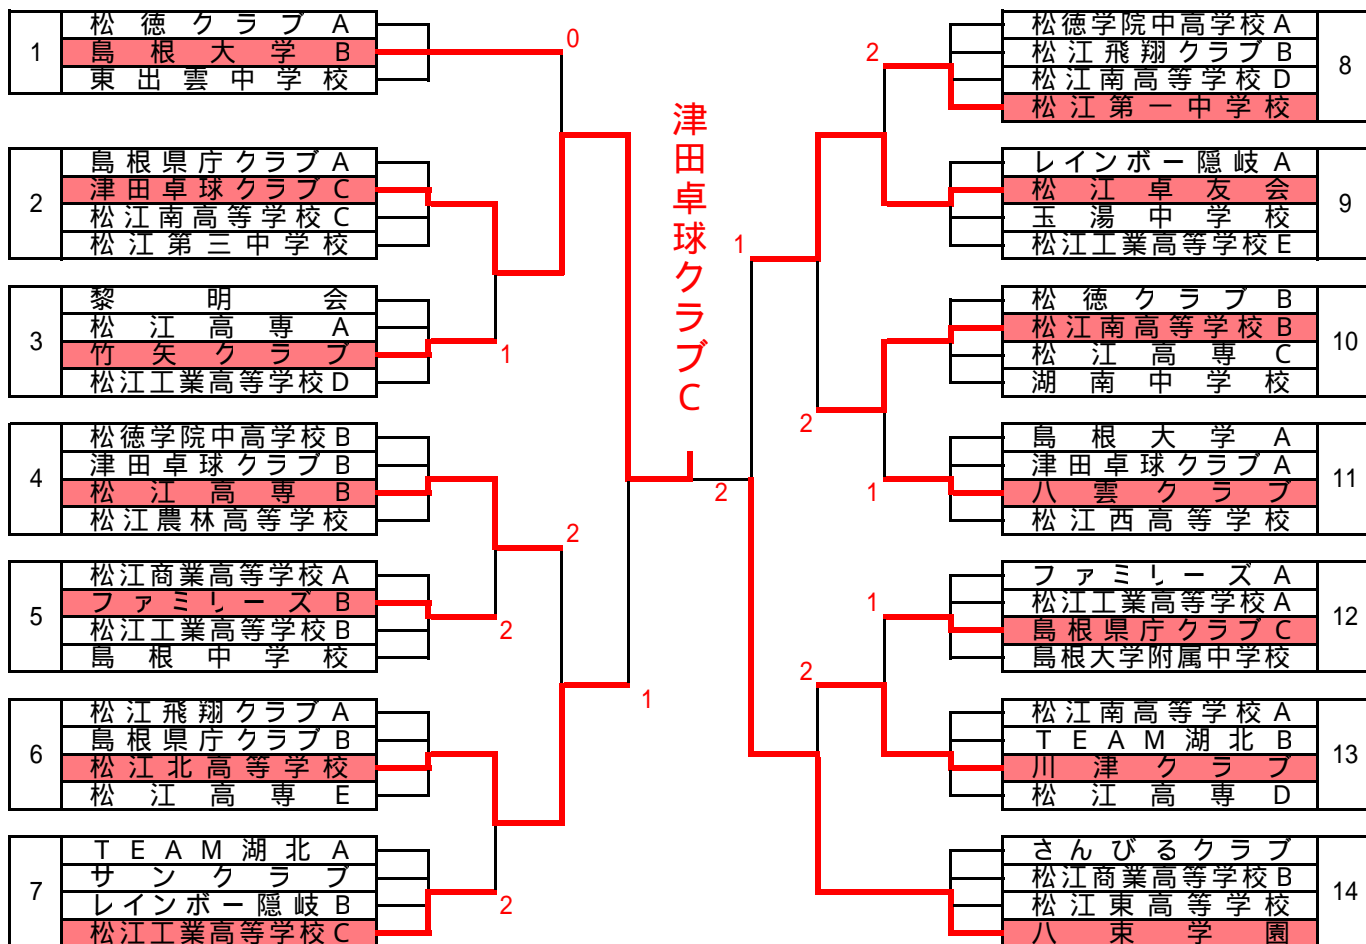 1
松徳クラブA
島根大学B
東出雲中学校
0
2
島根県庁クラブA
津田卓球クラブC
松江南高等学校C
松江第三中学校
3
黎明会
松江高専A
竹矢クラブ
松江工業高等学校D
1
4
松徳学院中高学校B
津田卓球クラブB
松江高専B
松江農林高等学校
2
5
松江商業高等学校A
ファミリーズB
松江工業高等学校B
島根中学校
2
6
松江飛翔クラブA
島根県庁クラブB
松江北高等学校
松江高専E
1
7
TEAM湖北A
サンクラブ
レインボー隠岐B
松江工業高等学校C
2
津田卓球クラブC
2
1
8
松徳学院中高学校A
松江飛翔クラブB
松江南高等学校D
松江第一中学校
2
9
レインボー隠岐A
松江卓友会
玉湯中学校
松江工業高等学校E
10
松徳クラブB
松江南高等学校B
松江高専C
湖南中学校
2
11
島根大学A
津田卓球クラブA
八雲クラブ
松江西高等学校
1
12
ファミリーズA
松江工業高等学校A
島根県庁クラブC
島根大学附属中学校
1
13
松江南高等学校A
TEAM湖北B
川津クラブ
松江高専D
2
14
さんびるクラブ
松江商業高等学校B
松江東高等学校
八束学園